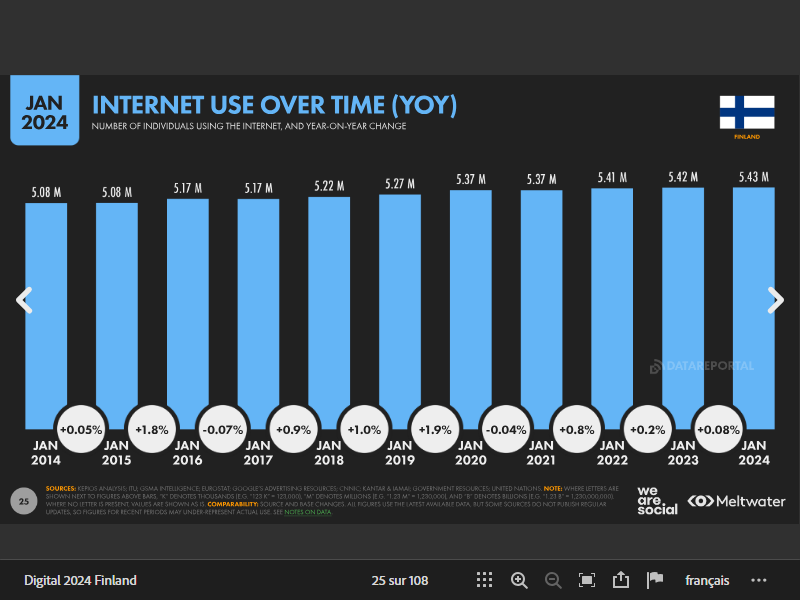 JAN
2024
INTERNET USE OVER TIME (YOY)
NUMBER OF INDIVIDUALS USING THE INTERNET, AND YEAR-ON-YEAR CHANGE
FINLAND
5.08 M 5.08 M 5.17 M 5.17 M 5.22 M 5.27 M 5.37 M 5.37 M 5.41 M 5.42 M 5.43 M
DATAREPORTAL
+0.05% +1.8% -0.07% +0.9% +1.0% +1.9% -0.04% +0.8% +0.2% +0.08%
JAN JAN JAN JAN JAN JAN JAN JAN JAN JAN JAN
2014 2015 2016 2017 2018 2019 2020 2021 2022 2023 2024
25
SOURCES: KEPIOS ANALYSIS; ITU; GSMA INTELLIGENCE; EUROSTAT; GOOGLE'S ADVERTISING RESOURCES; CNNIC; KANTAR & IAMAI; GOVERNMENT RESOURCES; UNITED NATIONS. NOTE: WHERE LETTERS ARE
SHOWN NEXT TO FIGURES ABOVE BARS, "K" DENOTES THOUSANDS (E.G. "123 K" = 123,000), "M" DENOTES MILLIONS (E.G. "1.23 M" = 1,230,000), AND "B" DENOTES BILLIONS (E.G. "1.23 B" = 1,230,000,000).
WHERE NO LETTER IS PRESENT, VALUES ARE SHOWN AS IS. COMPARABILITY: SOURCE AND BASE CHANGES. ALL FIGURES USE THE LATEST AVAILABLE DATA, BUT SOME SOURCES DO NOT PUBLISH REGULAR
UPDATES, SO FIGURES FOR RECENT PERIODS MAY UNDER-REPRESENT ACTUAL USE. SEE NOTES ON DATA.
we
are.
social
Meltwater
Digital 2024 Finland
25 sur 108
français